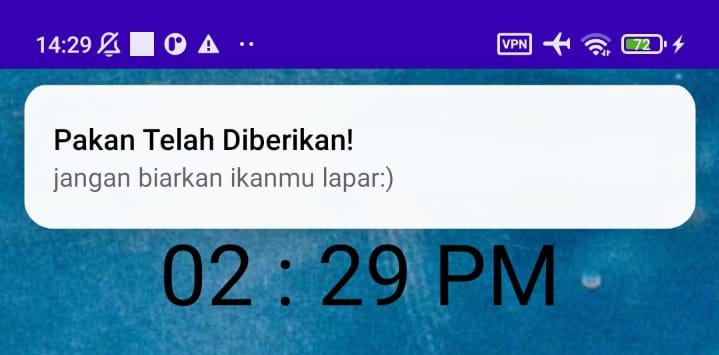 14:29 VPN 72
Pakan Telah Diberikan!
jangan biarkan ikanmu lapar:)
02 : 29 PM